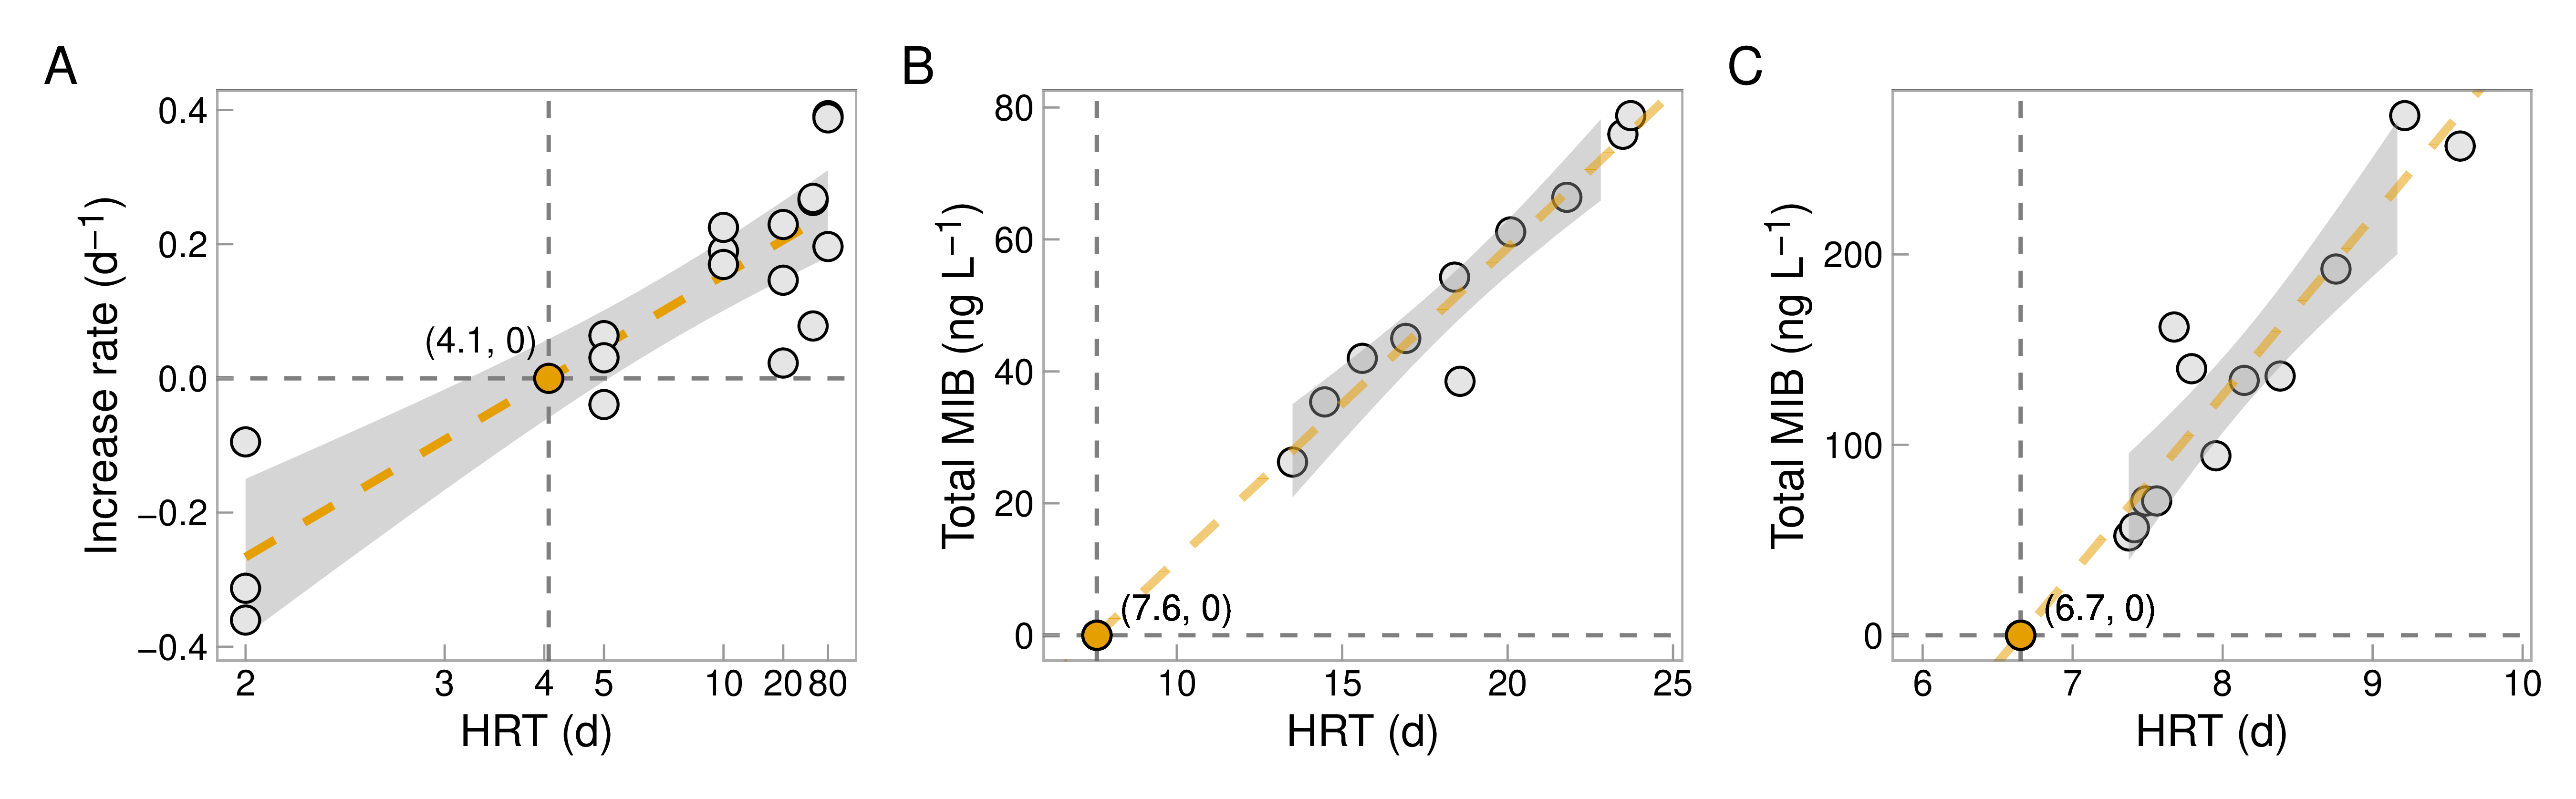 A
Increase rate (d⁻¹)
0.4
0.2
0.0
−0.2
−0.4
(4.1, 0)
2 3 4 5 10 20 80
HRT (d)
B
Total MIB (ng L⁻¹)
80
60
40
20
0
(7.6, 0)
10 15 20 25
HRT (d)
C
Total MIB (ng L⁻¹)
200
100
0
(6.7, 0)
6 7 8 9 10
HRT (d)